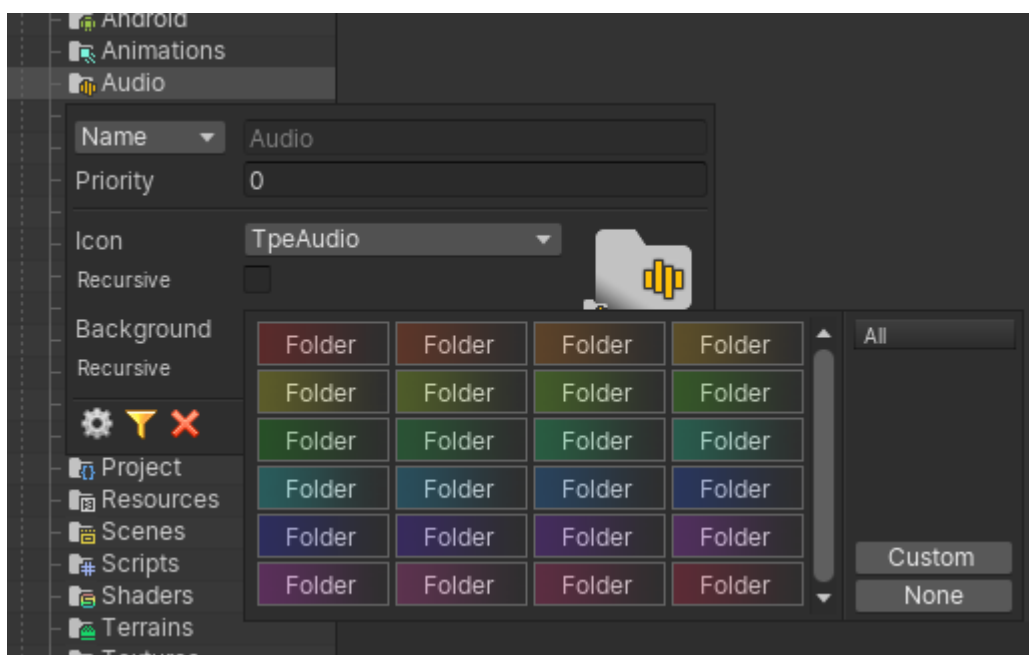 Android
Animations
Audio
Name Audio
Priority 0
Icon TpeAudio
Recursive
Background
Recursive
Folder Folder Folder Folder All
Folder Folder Folder Folder
Folder Folder Folder Folder
Folder Folder Folder Folder
Folder Folder Folder Folder Custom
Folder Folder Folder Folder None
Project
Resources
Scenes
Scripts
Shaders
Terrains
Textures